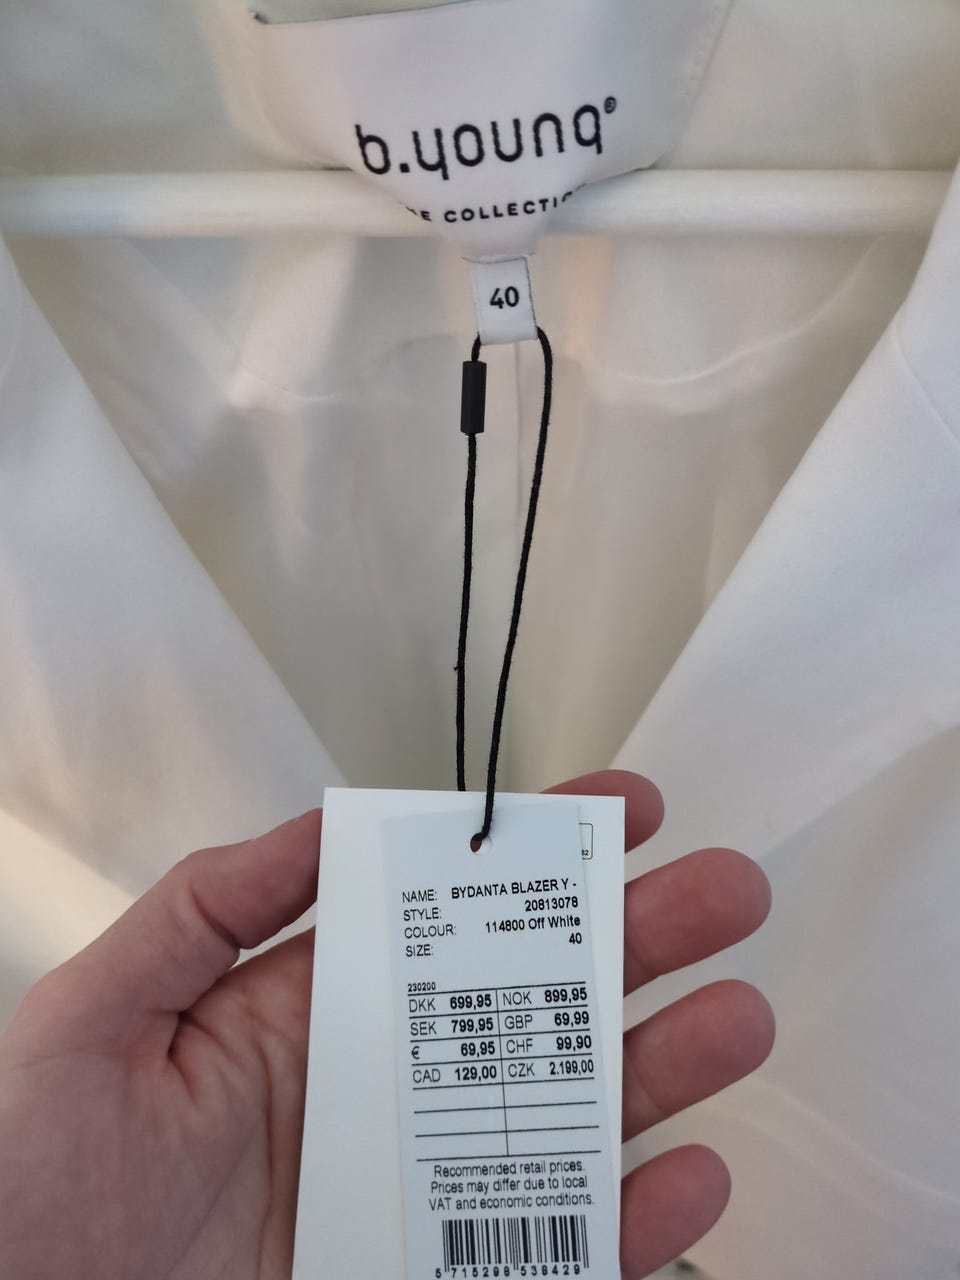 b.young®
E COLLECTIO
40
62
NAME: BYDANTA BLAZER Y -
STYLE: 20813078
COLOUR: 114800 Off White
SIZE: 40
230200
DKK 699,95 NOK 899,95
SEK 799,95 GBP 69,99
€ 69,95 CHF 99,90
CAD 129,00 CZK 2.199,00
Recommended retail prices.
Prices may differ due to local
VAT and economic conditions.
5 715298 538429